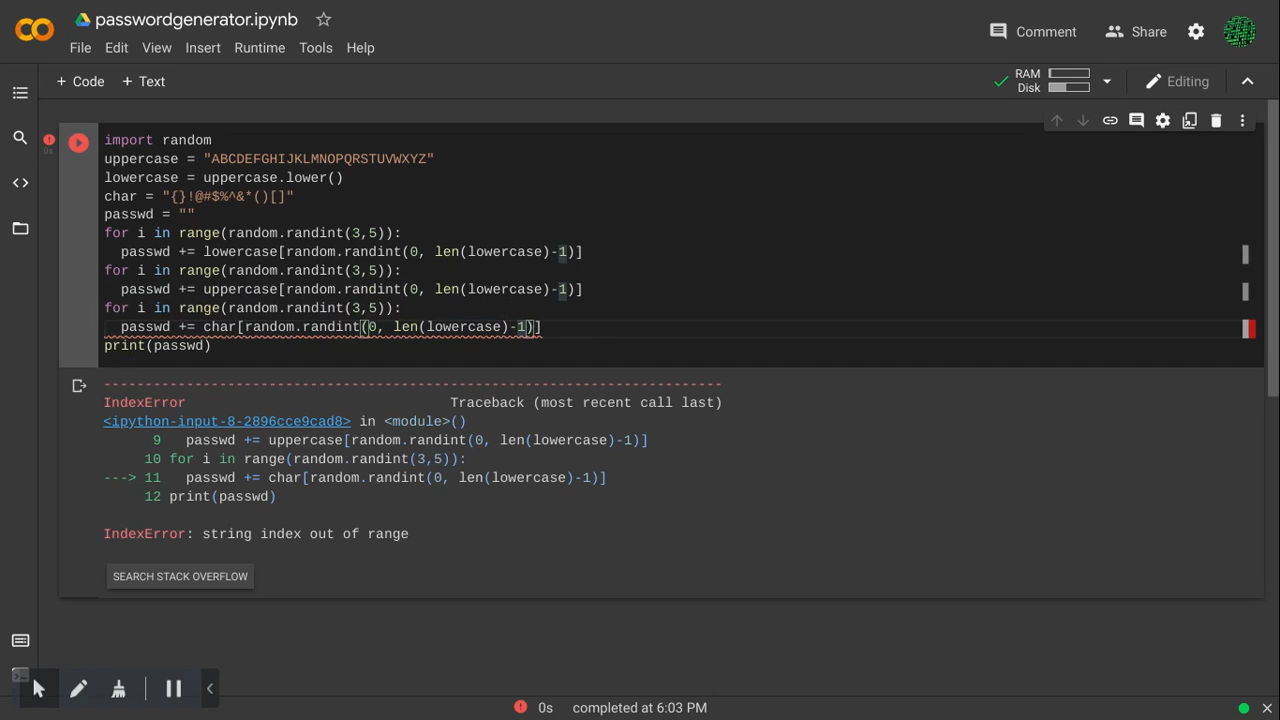 passwordgenerator.ipynb
File Edit View Insert Runtime Tools Help
Comment
Share
+ Code + Text
RAM
Disk
Editing
import random
uppercase = "ABCDEFGHIJKLMNOPQRSTUVWXYZ"
lowercase = uppercase.lower()
char = "{}!@#$%^&*()[]"
passwd = ""
for i in range(random.randint(3,5)):
  passwd += lowercase[random.randint(0, len(lowercase)-1)]
for i in range(random.randint(3,5)):
  passwd += uppercase[random.randint(0, len(lowercase)-1)]
for i in range(random.randint(3,5)):
  passwd += char[random.randint(0, len(lowercase)-1)]
print(passwd)
0s
---------------------------------------------------------------------------
IndexError Traceback (most recent call last)
<ipython-input-8-2896cce9cad8> in <module>()
9   passwd += uppercase[random.randint(0, len(lowercase)-1)]
10 for i in range(random.randint(3,5)):
---> 11   passwd += char[random.randint(0, len(lowercase)-1)]
12 print(passwd)
IndexError: string index out of range
SEARCH STACK OVERFLOW
0s completed at 6:03 PM